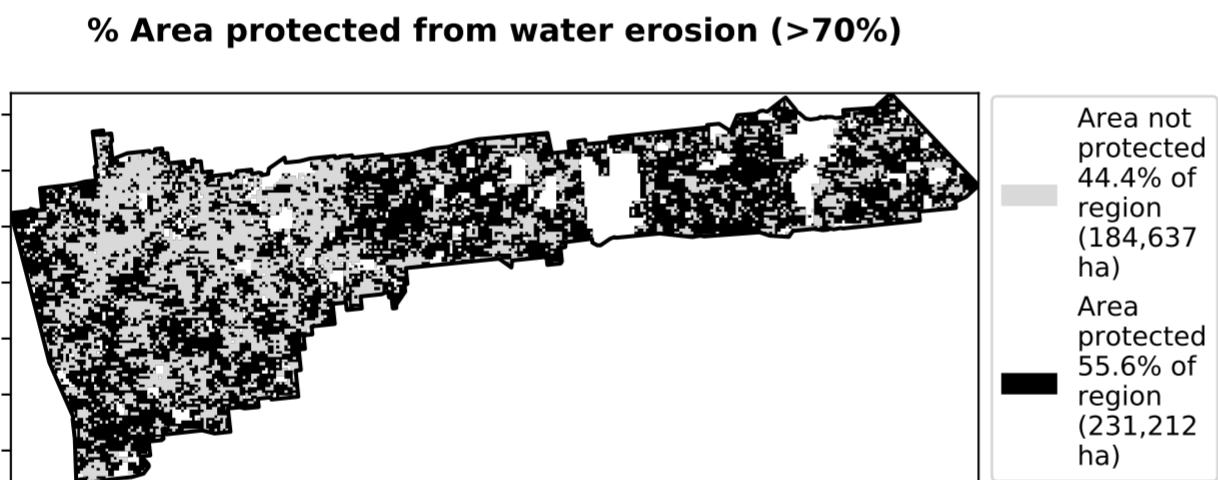 % Area protected from water erosion (>70%)
Area not
protected
44.4% of
region
(184,637
ha)
Area
protected
55.6% of
region
(231,212
ha)